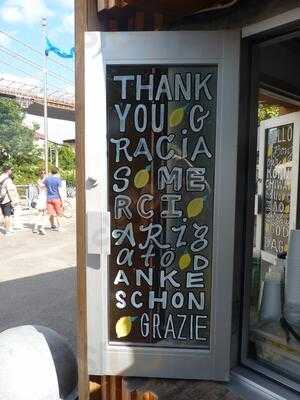 THANK
YOU G
RACIA
S ME
RCI
ARIg
ato D
ANKE
SCHON
GRAZIE